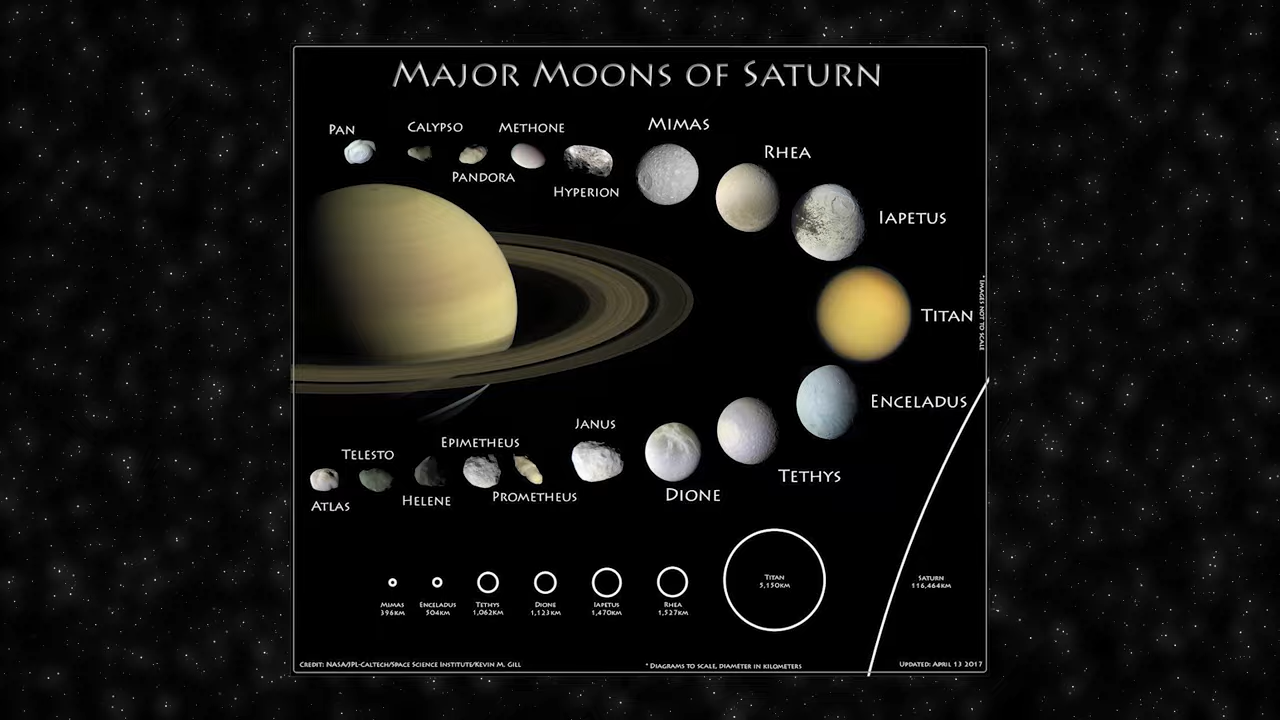 MAJOR MOONS OF SATURN
PAN
CALYPSO
PANDORA
METHONE
HYPERION
MIMAS
RHEA
IAPETUS
TITAN
* IMAGES NOT TO SCALE
ENCELADUS
TETHYS
DIONE
JANUS
PROMETHEUS
EPIMETHEUS
HELENE
TELESTO
ATLAS
MIMAS
396KM
ENCELADUS
504KM
TETHYS
1,062KM
DIONE
1,123KM
IAPETUS
1,470KM
RHEA
1,527KM
TITAN
5,150KM
SATURN
116,464KM
CREDIT: NASA/JPL-CALTECH/SPACE SCIENCE INSTITUTE/KEVIN M. GILL
* DIAGRAMS TO SCALE, DIAMETER IN KILOMETERS
UPDATED: APRIL 13 2017